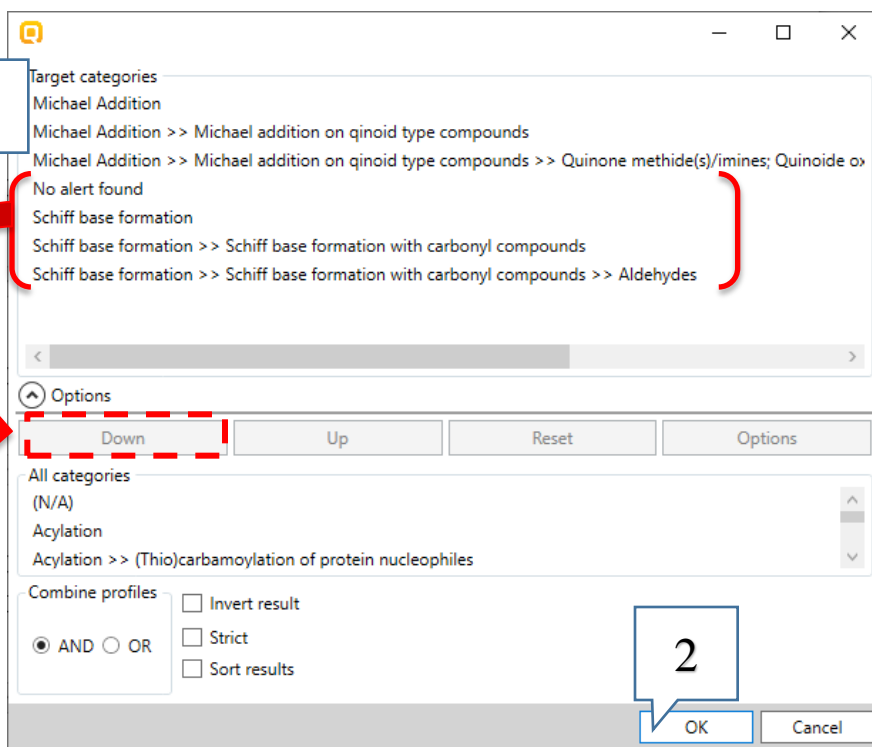 Target categories
Michael Addition
Michael Addition >> Michael addition on qinoid type compounds
Michael Addition >> Michael addition on qinoid type compounds >> Quinone methide(s)/imines; Quinoide ox
No alert found
Schiff base formation
Schiff base formation >> Schiff base formation with carbonyl compounds
Schiff base formation >> Schiff base formation with carbonyl compounds >> Aldehydes
Options
Down Up Reset Options
All categories
(N/A)
Acylation
Acylation >> (Thio)carbamoylation of protein nucleophiles
Combine profiles
Invert result
AND OR
Strict
Sort results
2
OK Cancel